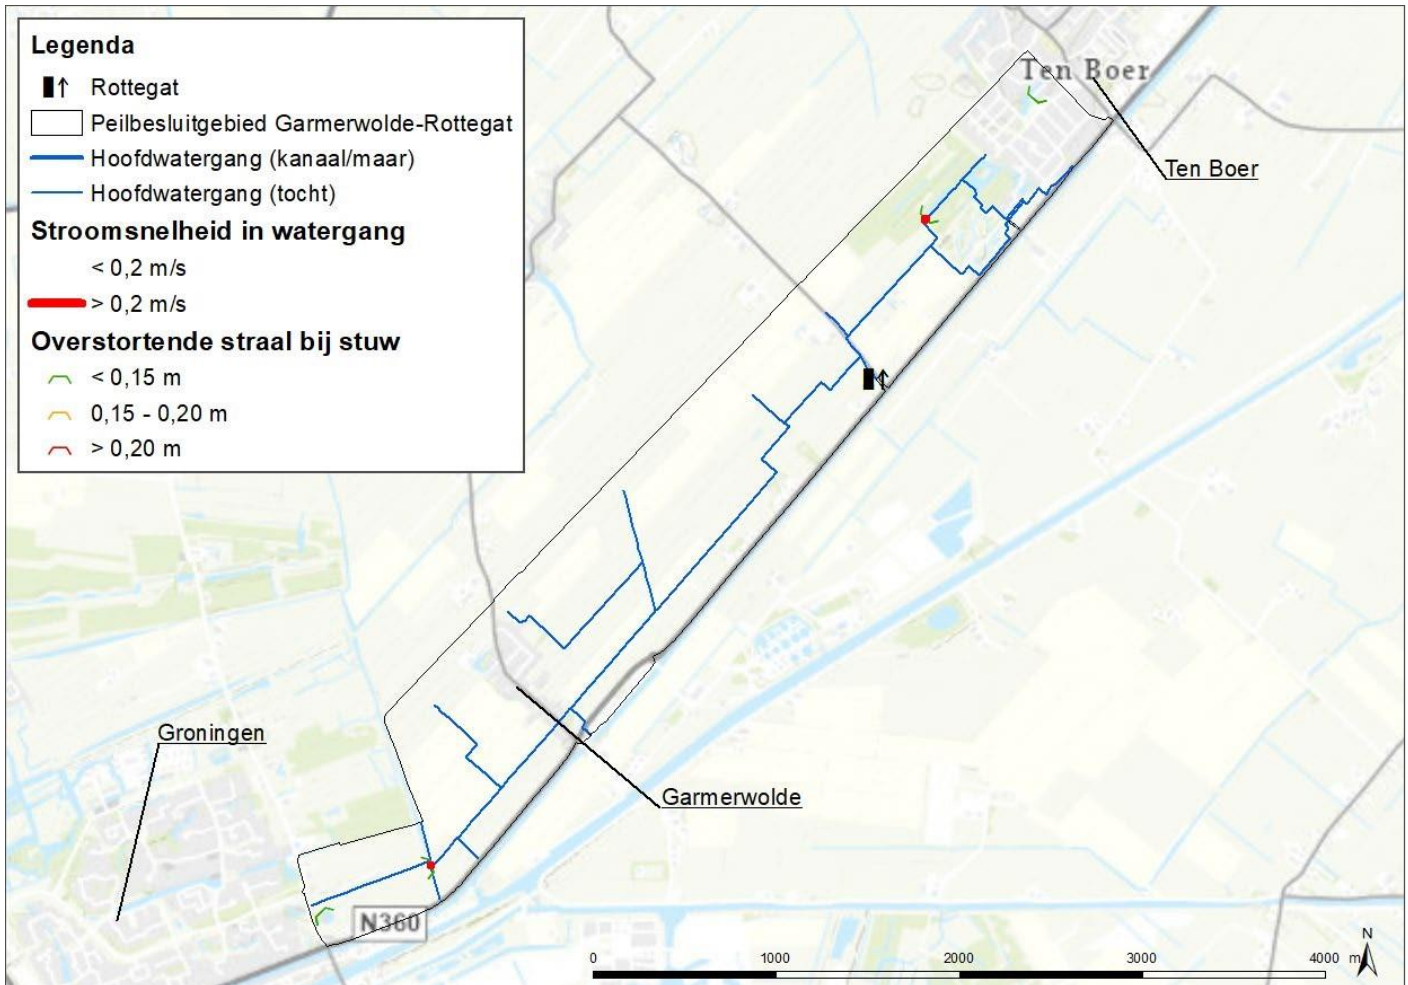 Legenda
Rottegat
Peilbesluitgebied Garmerwolde-Rottegat
Hoofdwatergang (kanaal/maar)
Hoofdwatergang (tocht)
Stroomsnelheid in watergang
< 0,2 m/s
> 0,2 m/s
Overstortende straal bij stuw
< 0,15 m
0,15 - 0,20 m
> 0,20 m
Ten Boer
Ten Boer
Groningen
Garmerwolde
N360
0 1000 2000 3000 4000 m
N